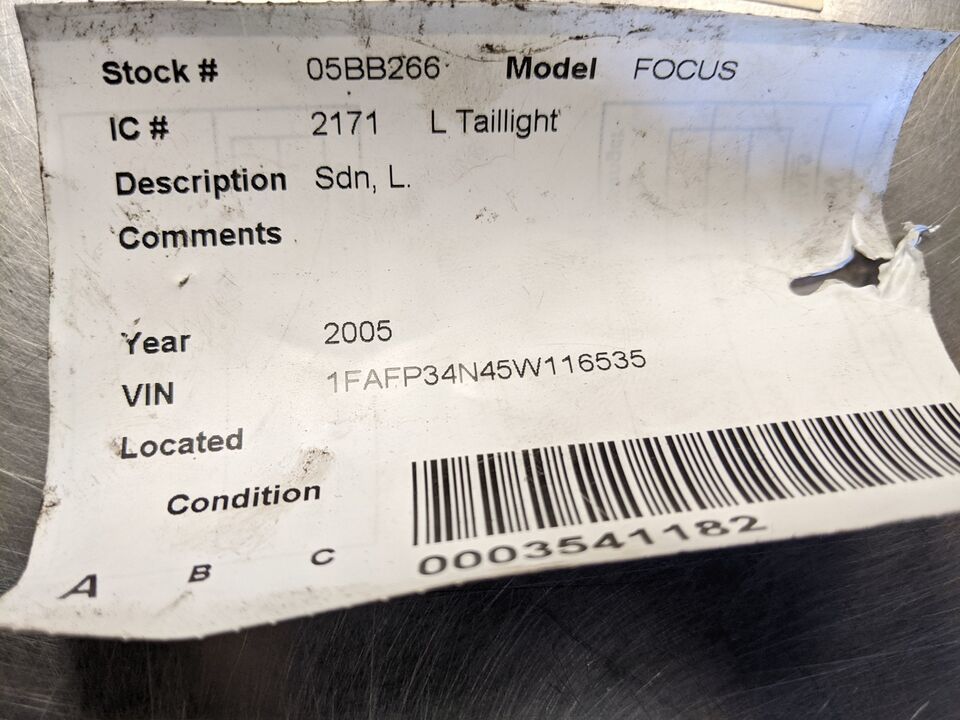 Stock # 05BB266 Model FOCUS
IC # 2171 L Taillight
Description Sdn, L.
Comments
Year 2005
VIN 1FAFP34N45W116535
Located
Condition
A B C
0003541182